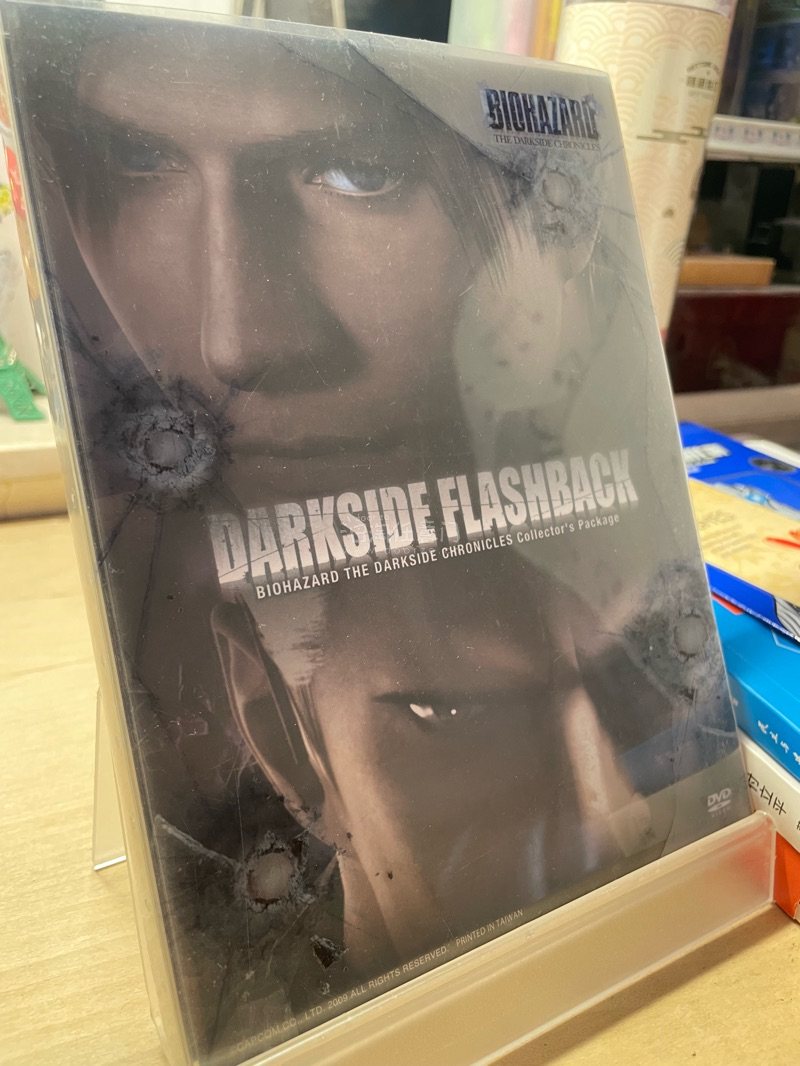 BIOHAZARD
THE DARKSIDE CHRONICLES
DARKSIDE FLASHBACK
BIOHAZARD THE DARKSIDE CHRONICLES Collector's Package
DVD
CAPCOM CO., LTD. 2009 ALL RIGHTS RESERVED. PRINTED IN TAIWAN